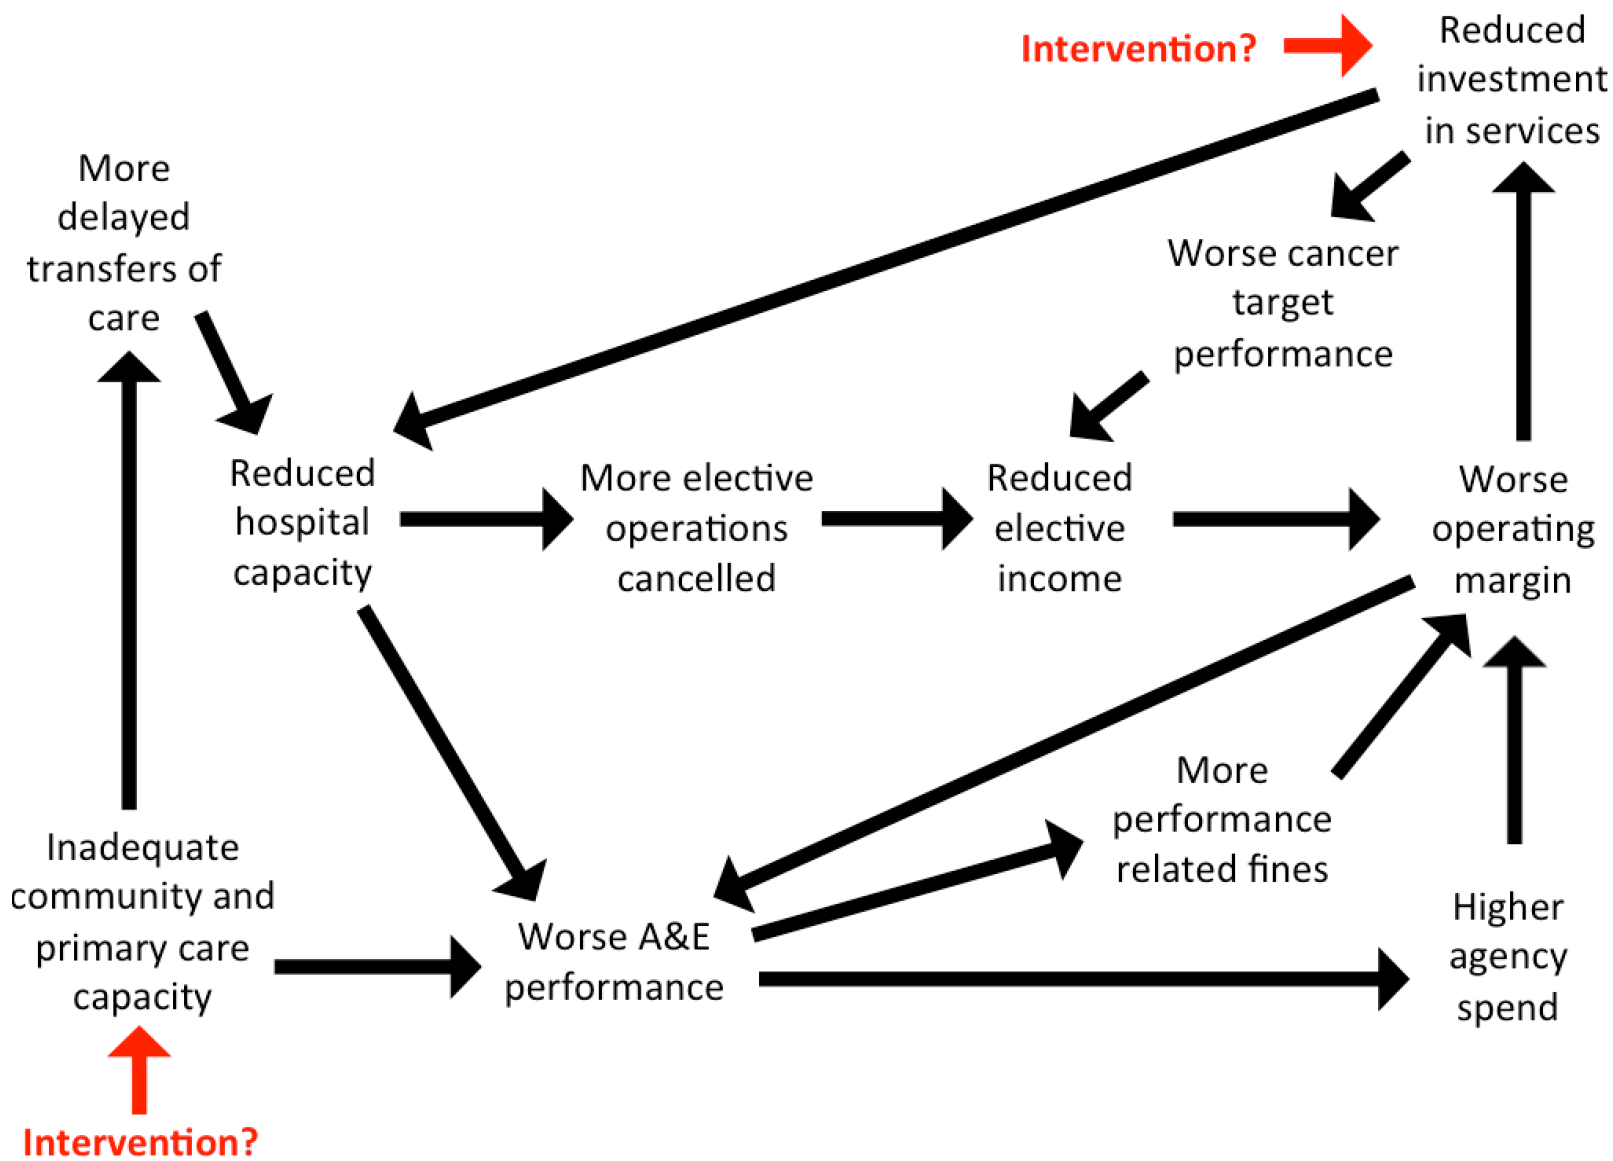 Intervention?
Reduced
investment
in services
More
delayed
transfers of
care
Worse cancer
target
performance
Reduced
hospital
capacity
More elective
operations
cancelled
Reduced
elective
income
Worse
operating
margin
More
performance
related fines
Inadequate
community and
primary care
capacity
Worse A&E
performance
Higher
agency
spend
Intervention?